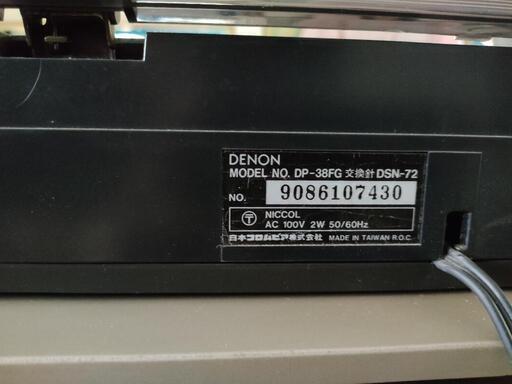 DENON
MODEL NO. DP-38FG 交換針 DSN-72
NO. 9086107430
〒 NICCOL
AC 100V 2W 50/60Hz
日本コロムビア株式会社 MADE IN TAIWAN R.O.C.